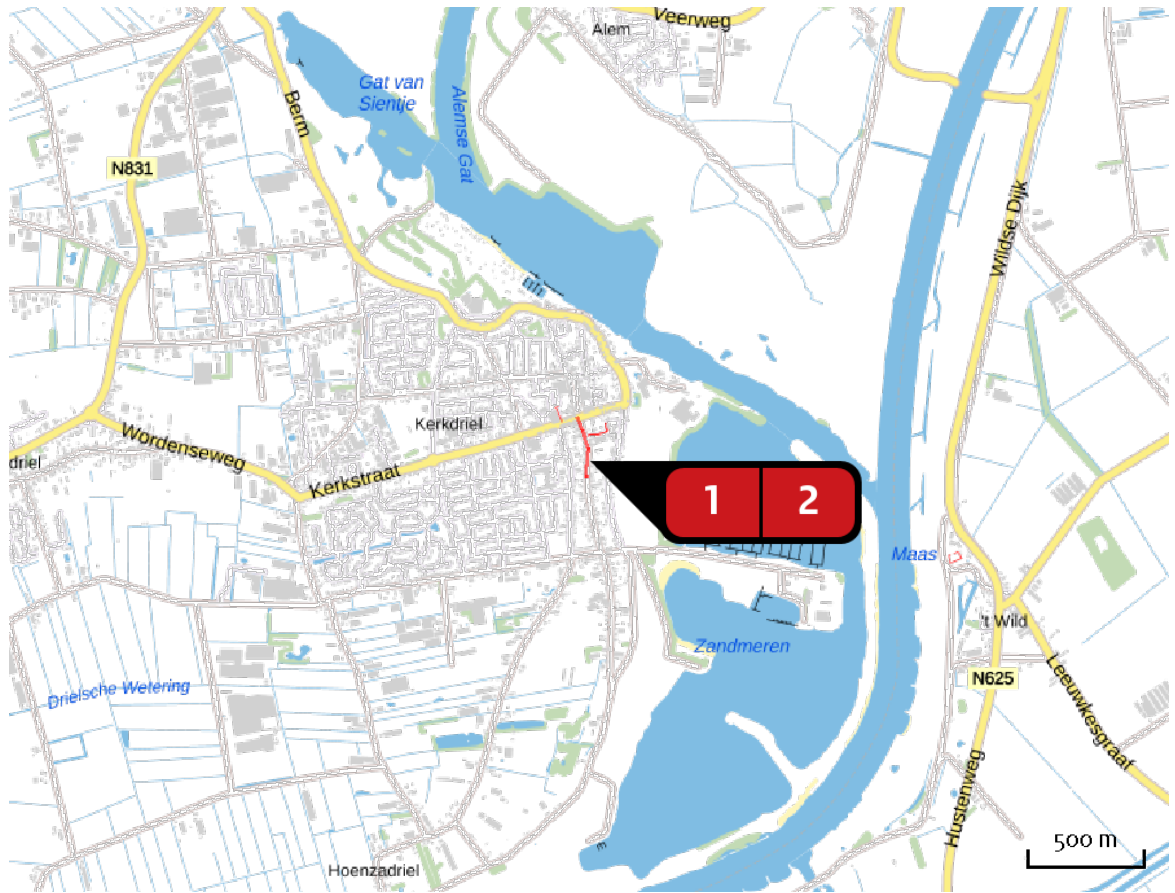 Veerweg
Alem
Gat van
Sientje
Alemse Gat
Berm
N831
Wildse Dijk
Kerkdriel
Wordenseweg
driel
Kerkstraat
1
2
Maas
't Wild
Zandmeren
N625
Drielsche Wetering
Leeuwkesgraaf
Hustenweg
500 m
Hoenzadriel